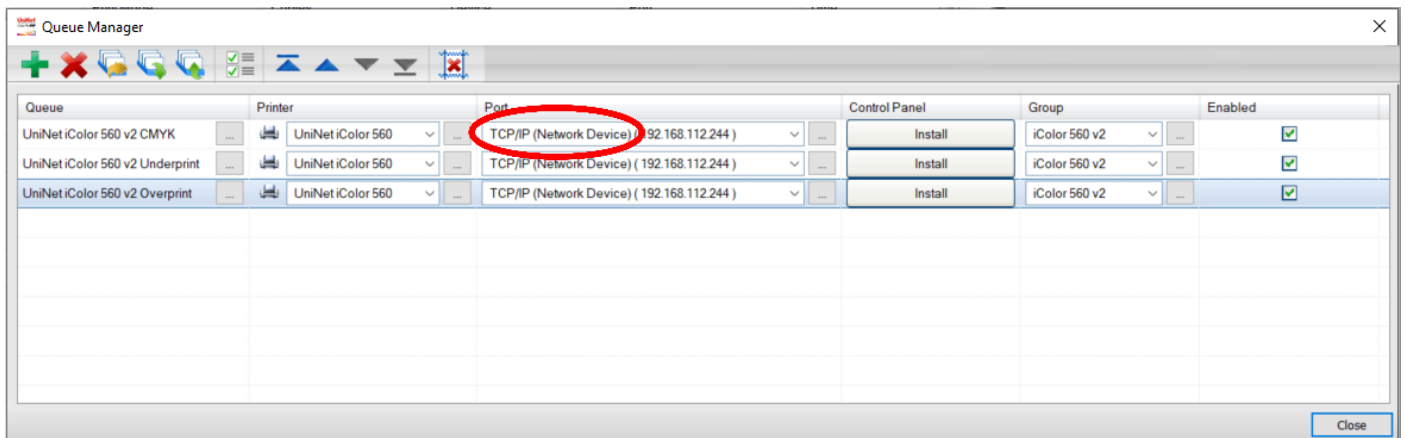 Queue Manager
Queue Printer Port Control Panel Group Enabled
UniNet iColor 560 v2 CMYK ... UniNet iColor 560 ... TCP/IP (Network Device) ( 192.168.112.244 ) ... Install iColor 560 v2 ...
UniNet iColor 560 v2 Underprint ... UniNet iColor 560 ... TCP/IP (Network Device) ( 192.168.112.244 ) ... Install iColor 560 v2 ...
UniNet iColor 560 v2 Overprint ... UniNet iColor 560 ... TCP/IP (Network Device) ( 192.168.112.244 ) ... Install iColor 560 v2 ...
Close